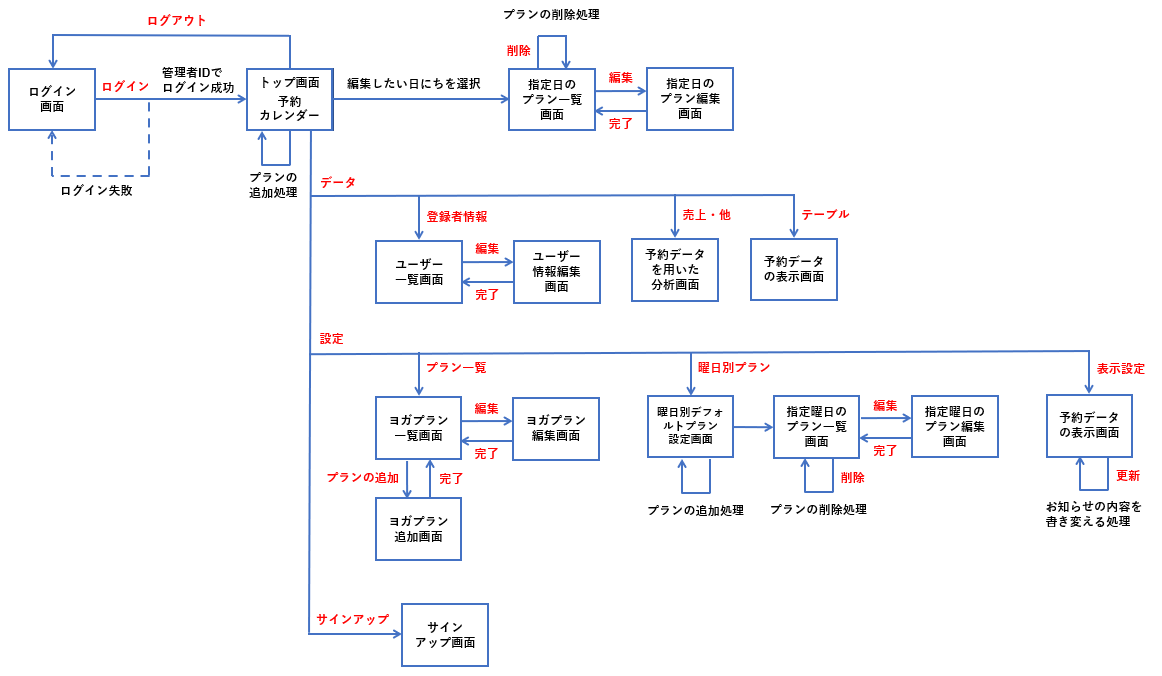 プランの削除処理
ログアウト
削除
ログイン
画面
ログイン
管理者IDで
ログイン成功
トップ画面
予約
カレンダー
編集したい日にちを選択
指定日の
プラン一覧
画面
編集
完了
指定日の
プラン編集
画面
ログイン失敗
プランの
追加処理
データ
登録者情報
売上・他
テーブル
ユーザー
一覧画面
編集
完了
ユーザー
情報編集
画面
予約データ
を用いた
分析画面
予約データ
の表示画面
設定
プラン一覧
曜日別プラン
表示設定
ヨガプラン
一覧画面
編集
完了
ヨガプラン
編集画面
曜日別デフォ
ルトプラン
設定画面
指定曜日の
プラン一覧
画面
編集
完了
指定曜日の
プラン編集
画面
予約データ
の表示画面
プランの追加
完了
削除
更新
プランの追加処理
プランの削除処理
お知らせの内容を
書き変える処理
ヨガプラン
追加画面
サインアップ
サイン
アップ画面